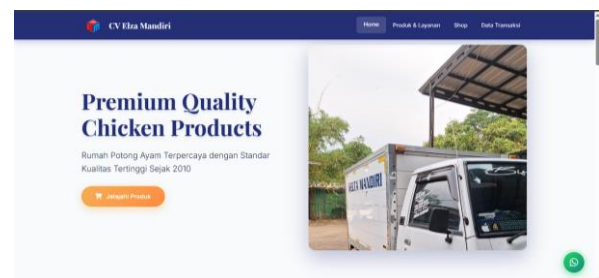 CV Elza Mandiri
Home Produk & Layanan Shop Data Transaksi
Premium Quality
Chicken Products
Rumah Potong Ayam Terpercaya dengan Standar
Kualitas Tertinggi Sejak 2010
Jelajahi Produk
ELZA MANDIRI